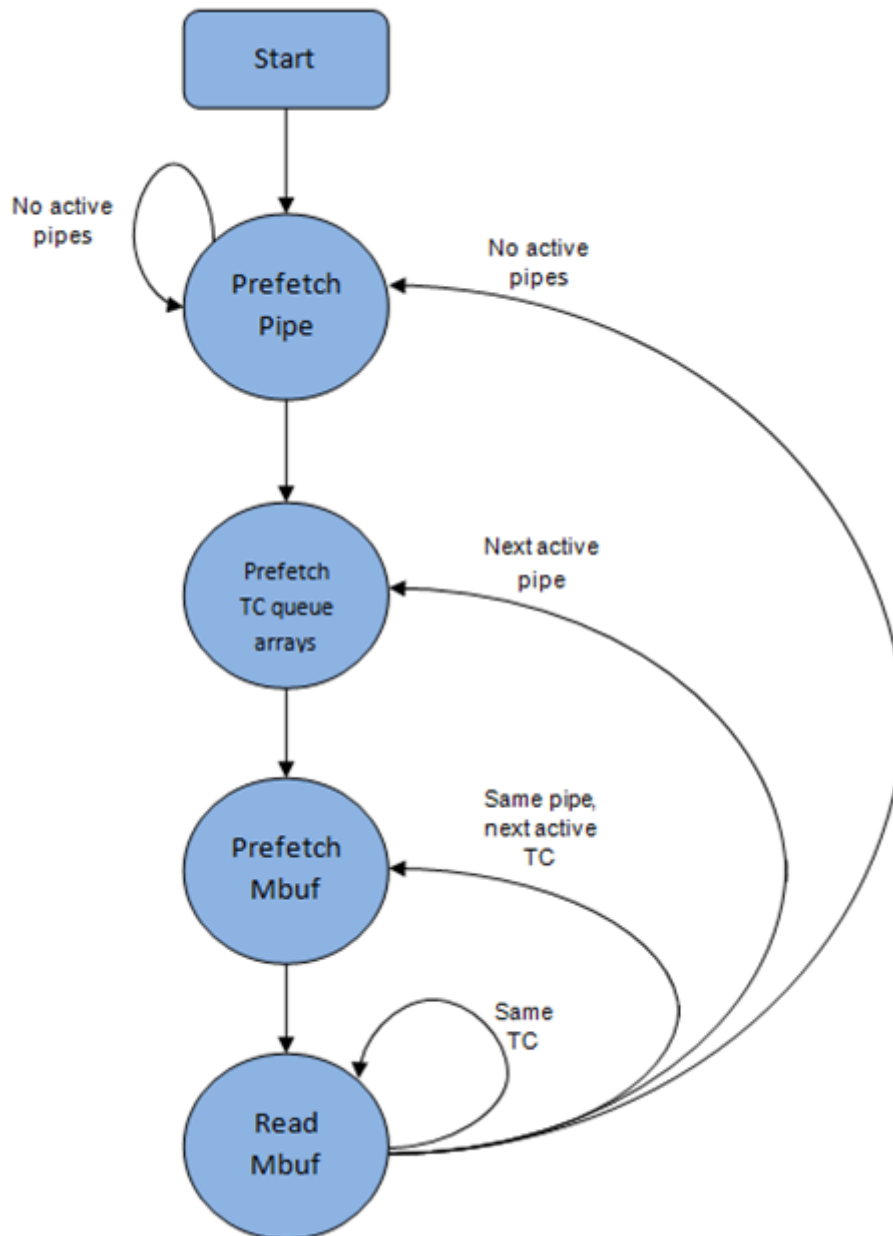 Start
No active
pipes
No active
pipes
Prefetch
Pipe
Next active
pipe
Prefetch
TC queue
arrays
Same pipe,
next active
TC
Prefetch
Mbuf
Same
TC
Read
Mbuf